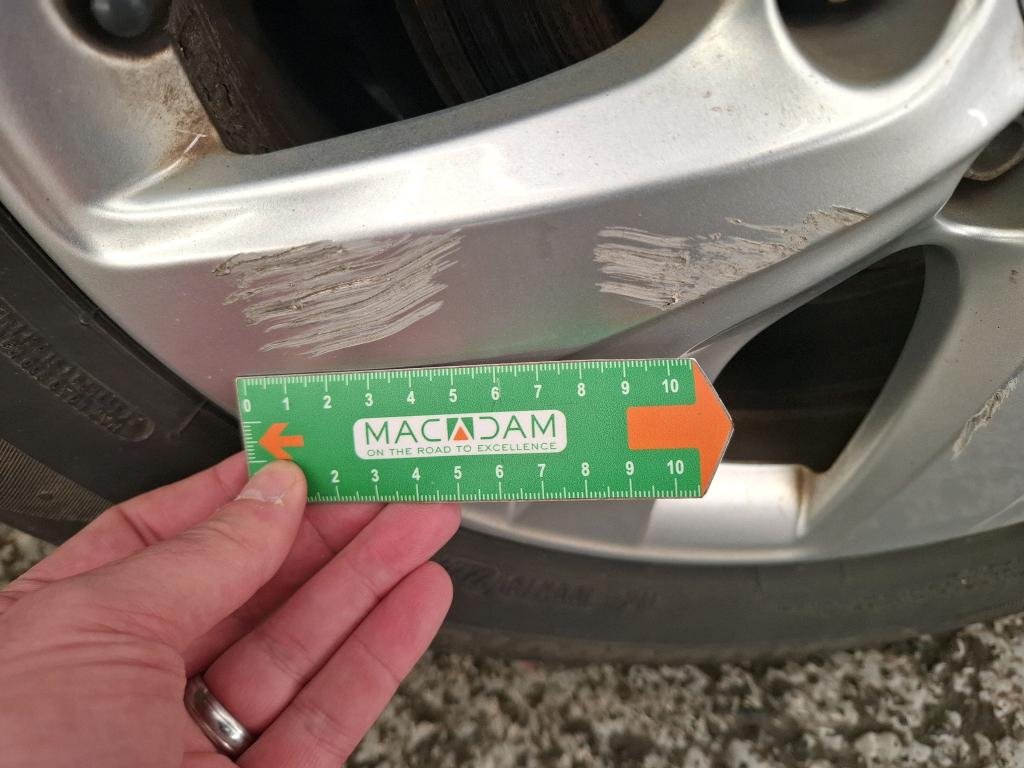 0 1 2 3 4 5 6 7 8 9 10
MACADAM
ON THE ROAD TO EXCELLENCE
2 3 4 5 6 7 8 9 10